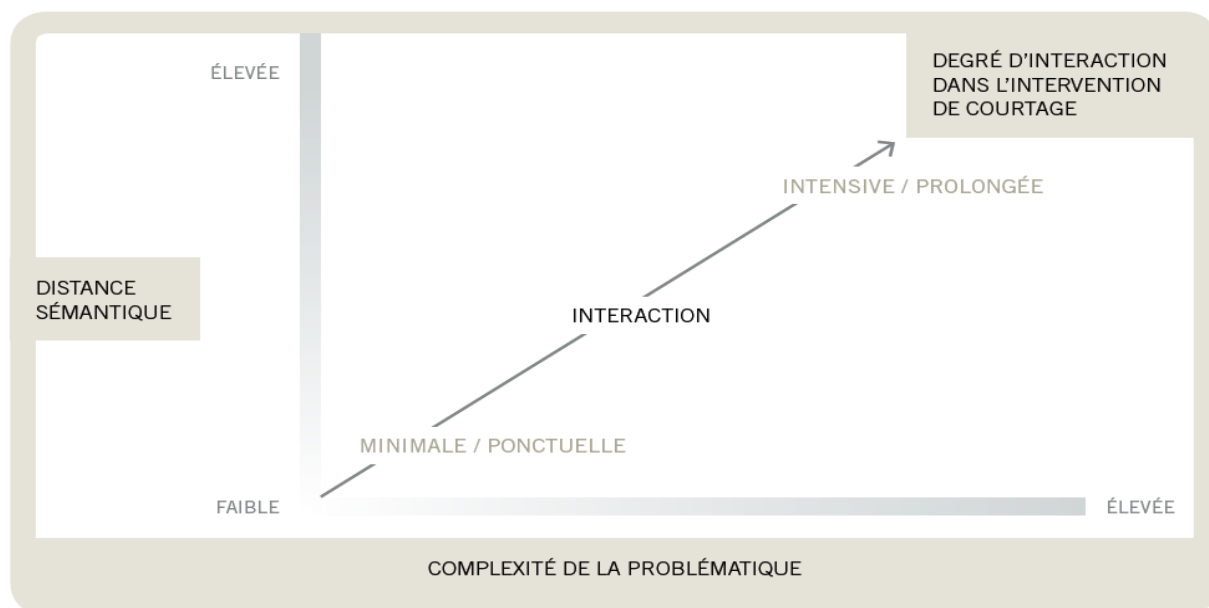 ÉLEVÉE
DEGRÉ D'INTERACTION
DANS L'INTERVENTION
DE COURTAGE
INTENSIVE / PROLONGÉE
DISTANCE
SÉMANTIQUE
INTERACTION
MINIMALE / PONCTUELLE
FAIBLE
ÉLEVÉE
COMPLEXITÉ DE LA PROBLÉMATIQUE